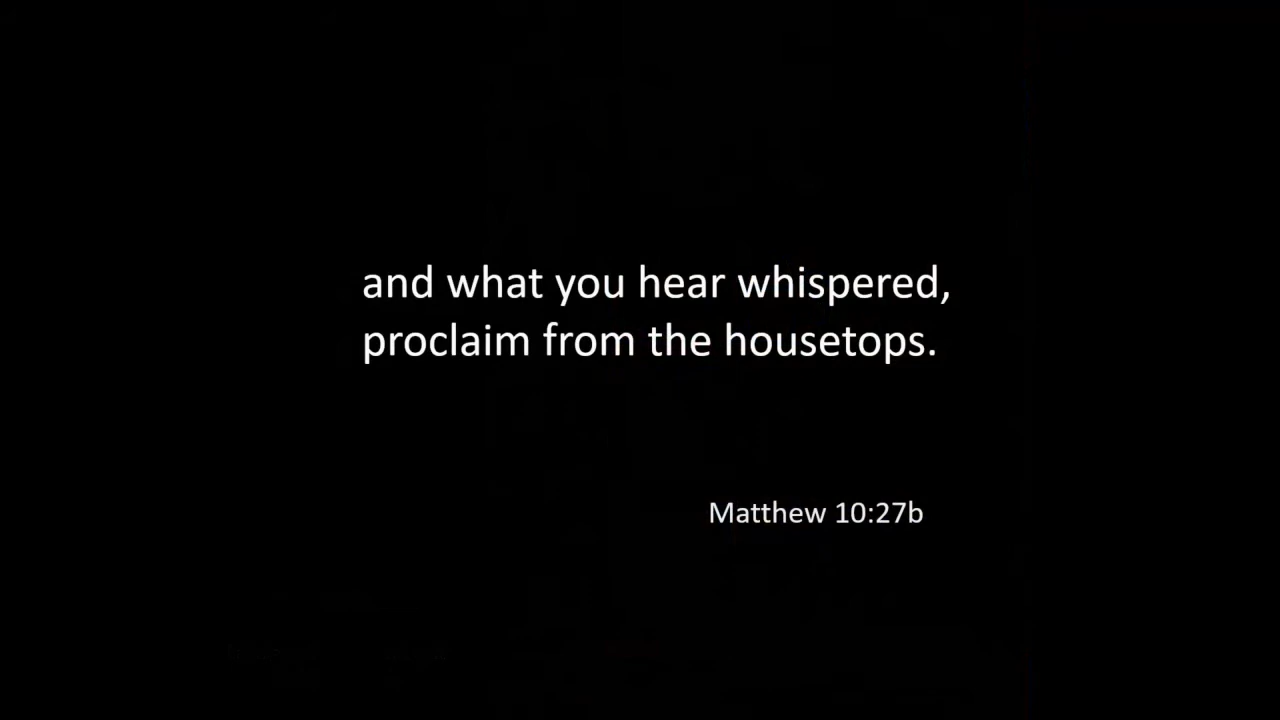 and what you hear whispered,
proclaim from the housetops.
Matthew 10:27b